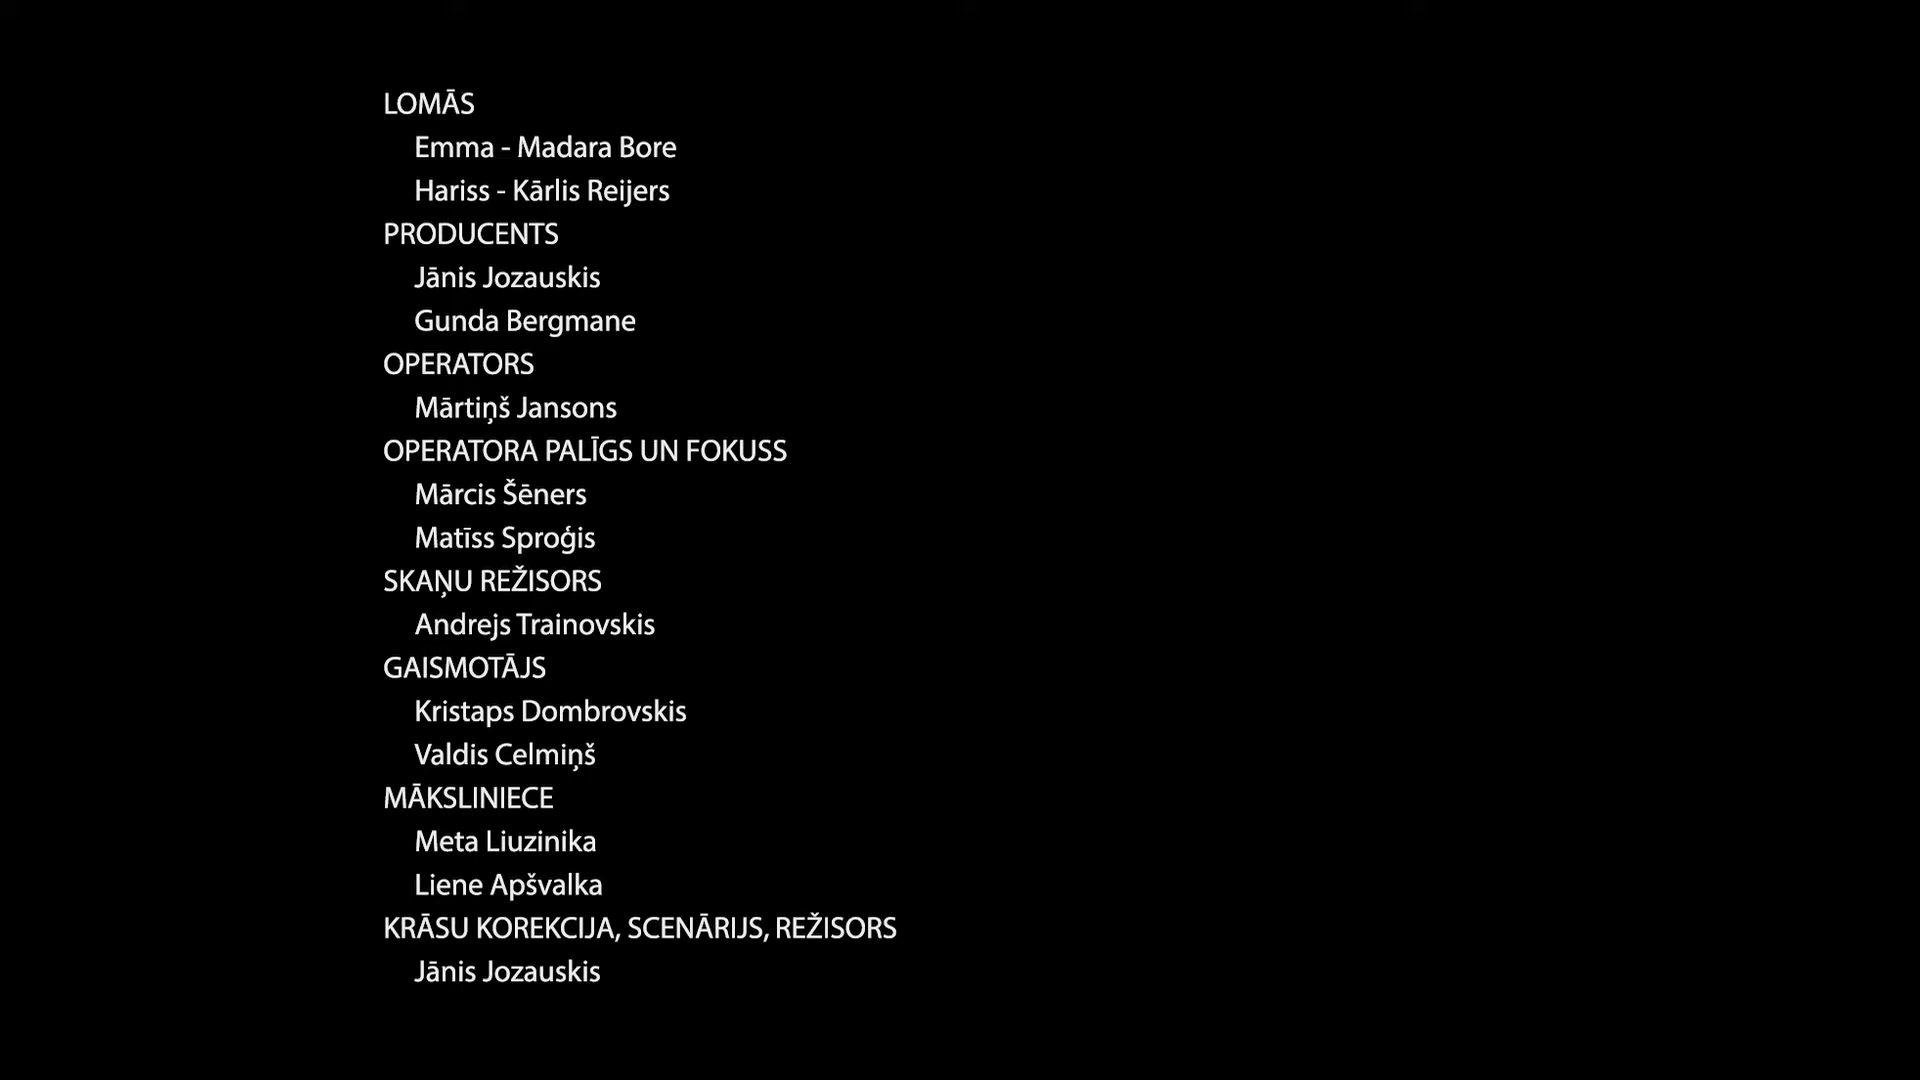 LOMĀS
Emma - Madara Bore
Hariss - Kārlis Reijers
PRODUCENTS
Jānis Jozauskis
Gunda Bergmane
OPERATORS
Mārtiņš Jansons
OPERATORA PALĪGS UN FOKUSS
Mārcis Šēners
Matīss Sproģis
SKAŅU REŽISORS
Andrejs Trainovskis
GAISMOTĀJS
Kristaps Dombrovskis
Valdis Celmiņš
MĀKSLINIECE
Meta Liuzinika
Liene Apšvalka
KRĀSU KOREKCIJA, SCENĀRIJS, REŽISORS
Jānis Jozauskis